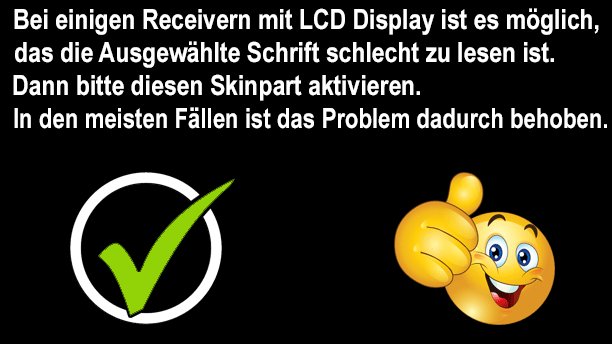 Bei einigen Receivern mit LCD Display ist es möglich,
das die Ausgewählte Schrift schlecht zu lesen ist.
Dann bitte diesen Skinpart aktivieren.
In den meisten Fällen ist das Problem dadurch behoben.